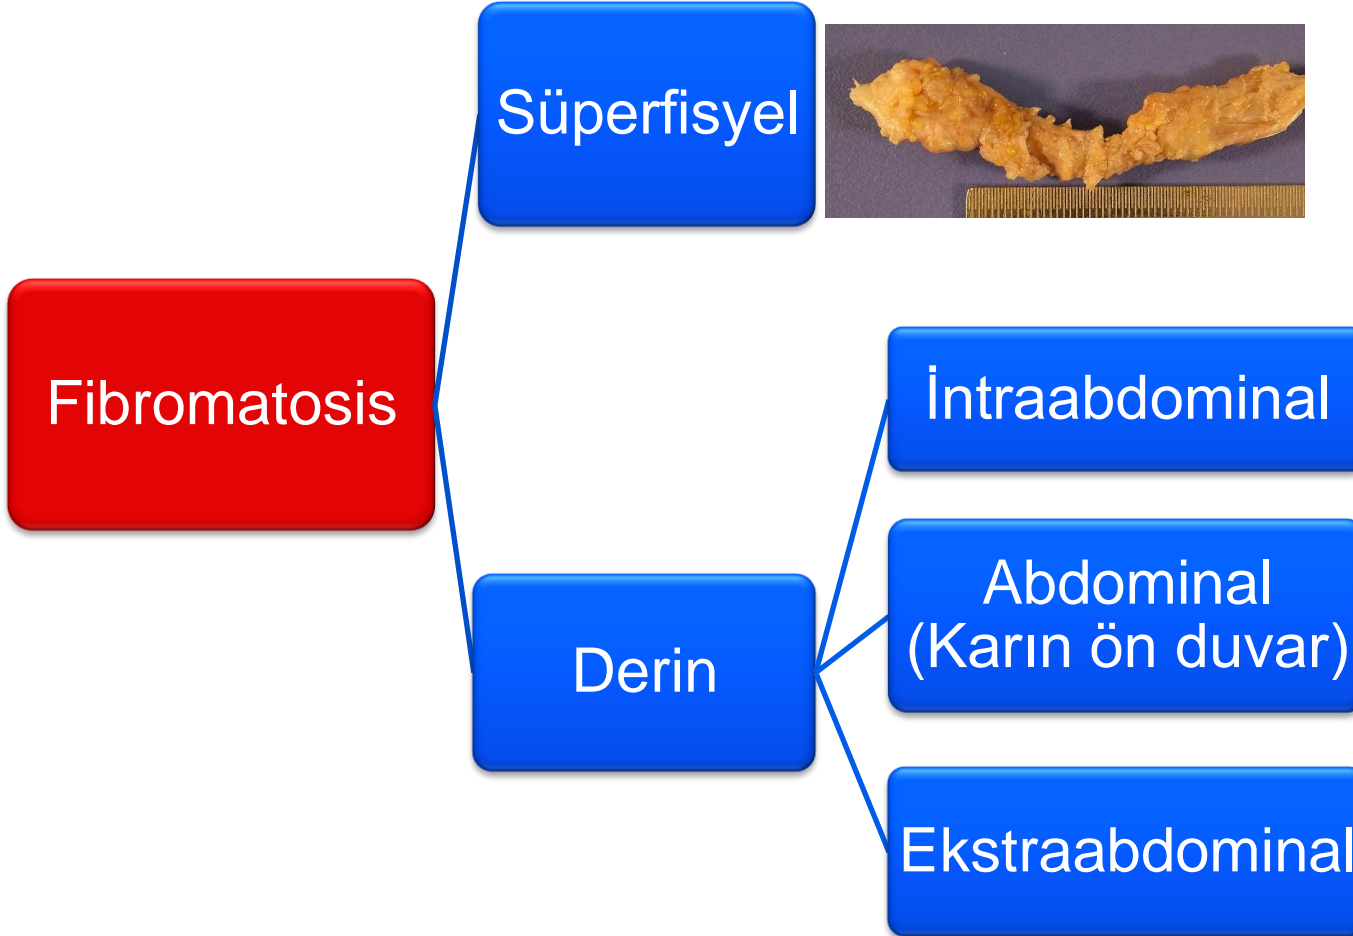 Süperfisyel
Fibromatosis
İntraabdominal
Abdominal
(Karın ön duvar)
Derin
Ekstraabdominal